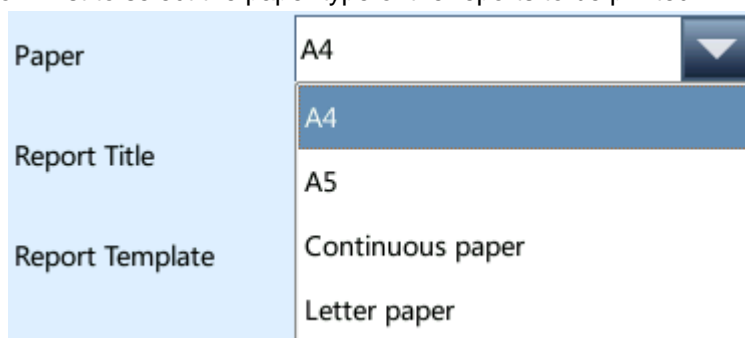 Paper
A4
A4
Report Title
A5
Report Template
Continuous paper
Letter paper